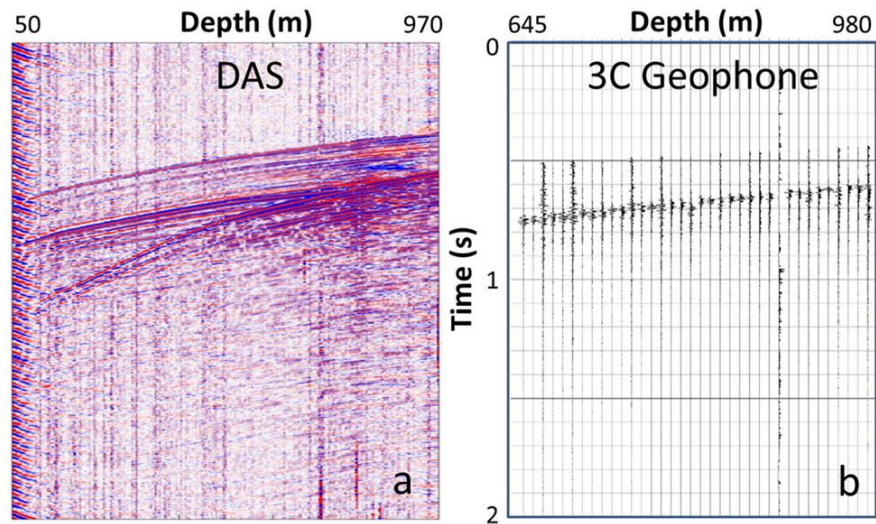 50 Depth (m) 970
DAS
a
645 Depth (m) 980
3C Geophone
Time (s)
0
1
2
b